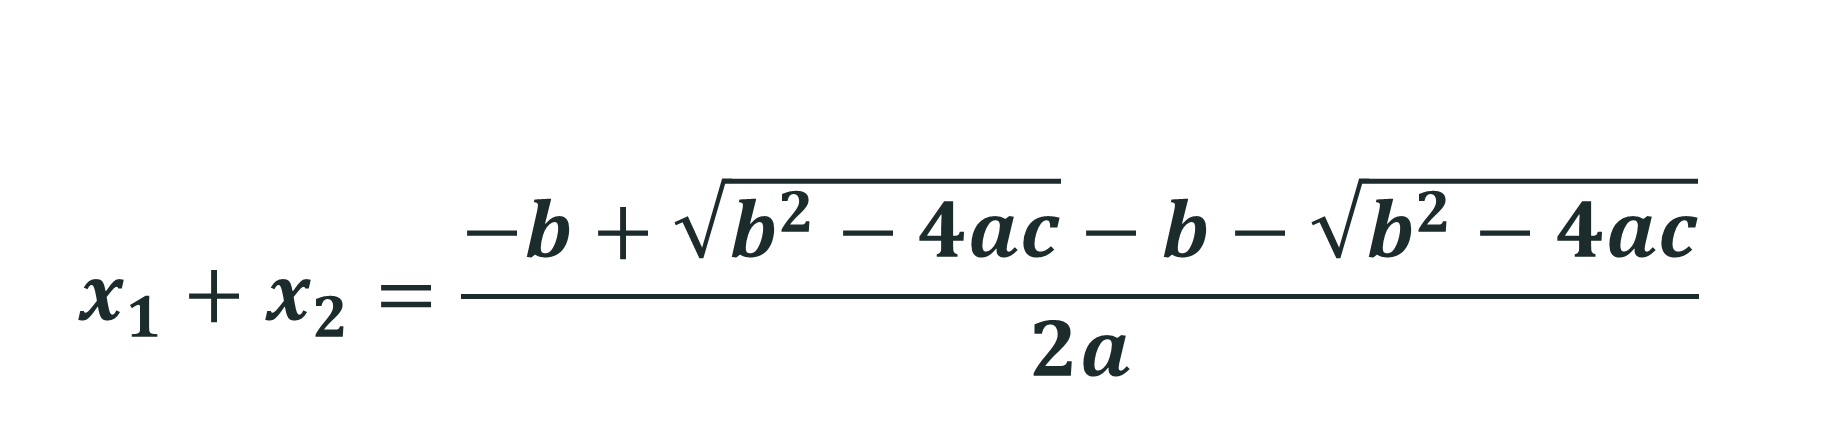 x₁ + x₂ = (−b + √(b² − 4ac) − b − √(b² − 4ac)) / 2a